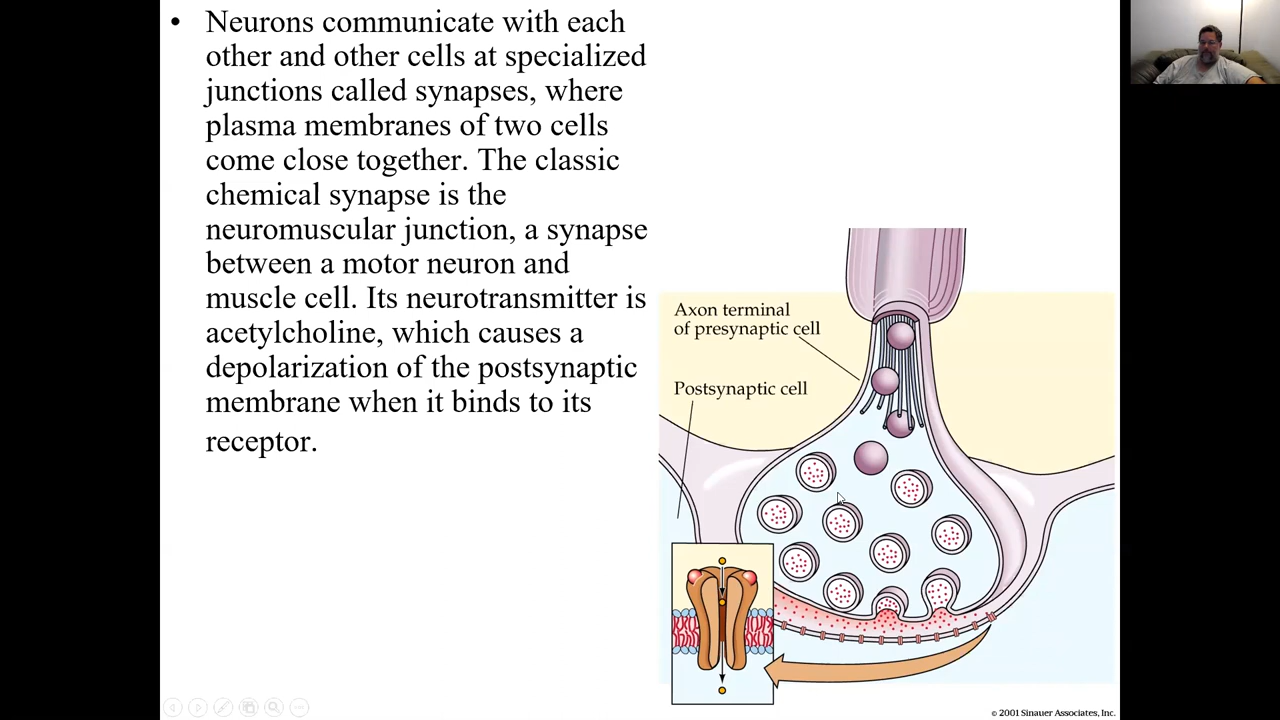 • Neurons communicate with each
other and other cells at specialized
junctions called synapses, where
plasma membranes of two cells
come close together. The classic
chemical synapse is the
neuromuscular junction, a synapse
between a motor neuron and
muscle cell. Its neurotransmitter is
acetylcholine, which causes a
depolarization of the postsynaptic
membrane when it binds to its
receptor.
Axon terminal
of presynaptic cell
Postsynaptic cell
© 2001 Sinauer Associates, Inc.